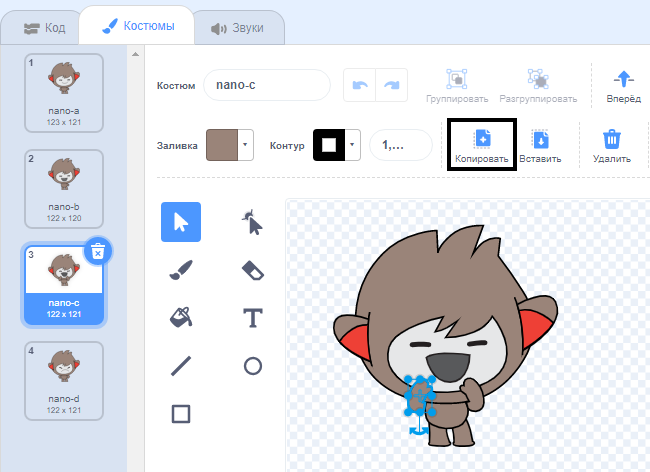 Код
Костюмы
Звуки
1
nano-a
123 x 121
2
nano-b
122 x 120
3
nano-c
122 x 121
4
nano-d
122 x 121
Костюм
nano-c
Группировать
Разгруппировать
Вперёд
Заливка
Контур
1,...
Копировать
Вставить
Удалить
T